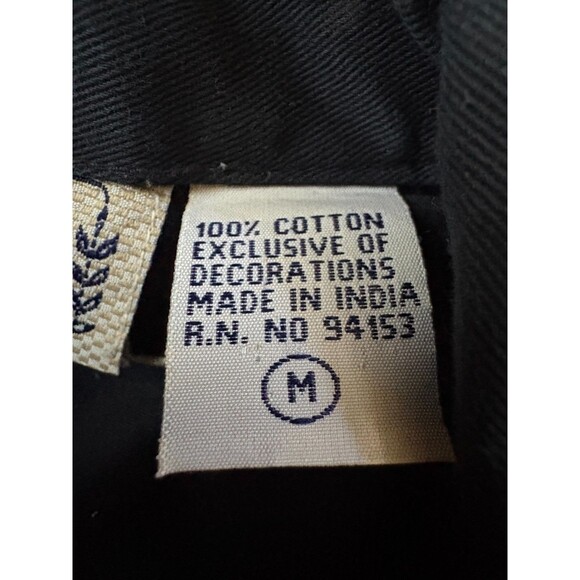 100% COTTON
EXCLUSIVE OF
DECORATIONS
MADE IN INDIA
R.N. NO 94153
M